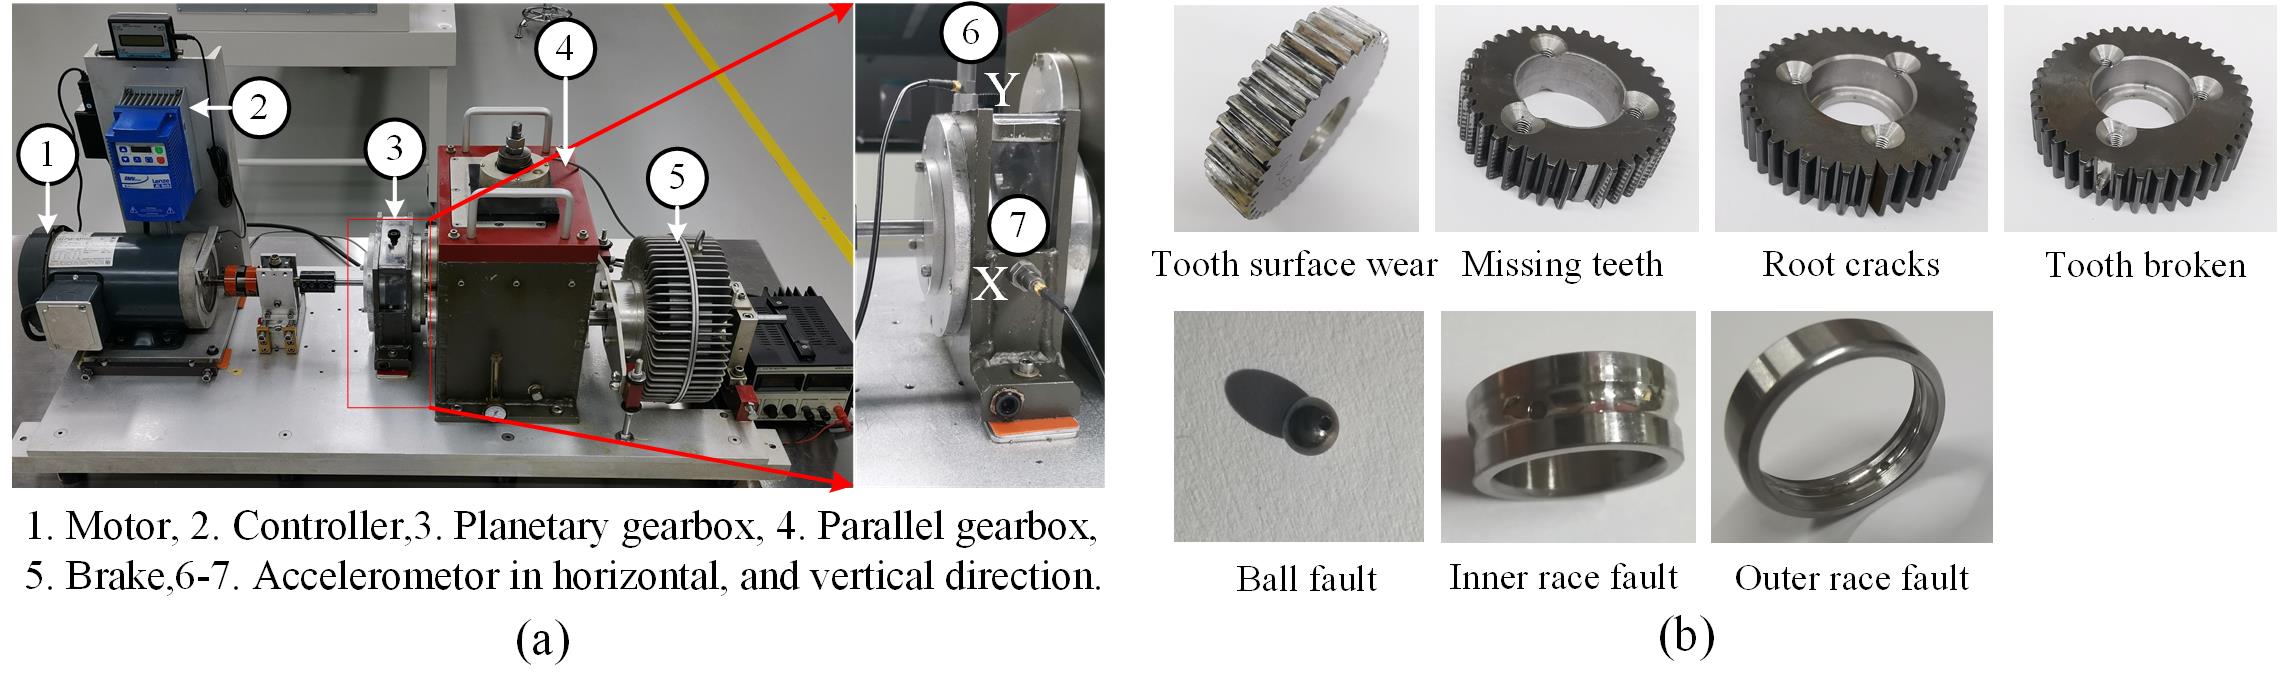 1
2
3
4
5
6
Y
7
X
1. Motor, 2. Controller,3. Planetary gearbox, 4. Parallel gearbox,
5. Brake,6-7. Accelerometor in horizontal, and vertical direction.
(a)
Tooth surface wear
Missing teeth
Root cracks
Tooth broken
Ball fault
Inner race fault
Outer race fault
(b)